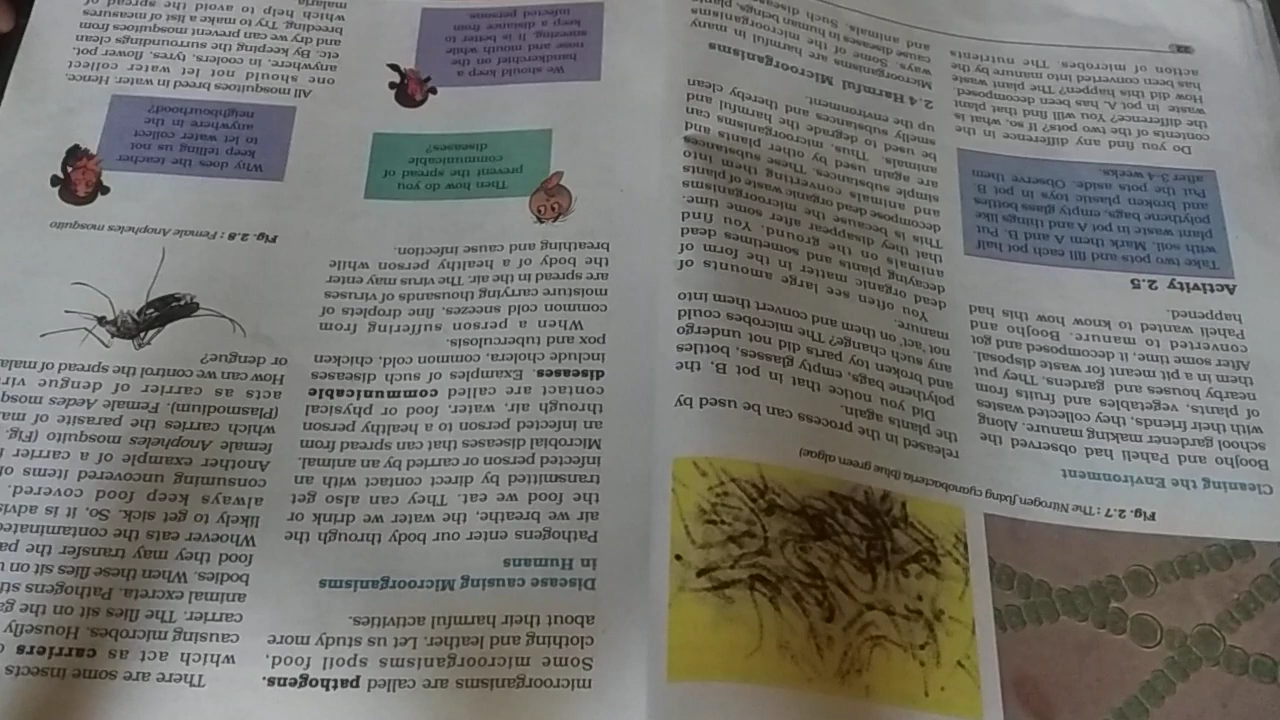 Fig. 2.7 : The Nitrogen fixing cyanobacteria (blue green algae)
Cleaning the Environment
Boojho and Paheli had observed the
school gardener making manure. Along
with their friends, they collected wastes
of plants, vegetables and fruits from
nearby houses and gardens. They put
them in a pit meant for waste disposal.
After some time, it decomposed and got
converted to manure. Boojho and
Paheli wanted to know how this had
happened.
Activity 2.5
Take two pots and fill each pot half
with soil. Mark them A and B. Put
plant waste in pot A and things like
polythene bags, empty glass bottles
and broken plastic toys in pot B.
Put the pots aside. Observe them
after 3-4 weeks.
Do you find any difference in the
contents of the two pots? If so, what is
the difference? You will find that plant
waste in pot A has been decomposed.
How did this happen? The plant waste
has been converted into manure by the
action of microbes. The nutrients
22
released in the process can be used by
the plants again.
Did you notice that in pot B, the
polythene bags, empty glasses, bottles
and broken toy parts did not undergo
any such change? The microbes could
not 'act' on them and convert them into
manure.
You often see large amounts of
dead organic matter in the form of
decaying plants and sometimes dead
animals on the ground. You find
that they disappear after some time.
This is because the microorganisms
decompose dead organic waste of plants
and animals converting them into
simple substances. These substances
are again used by other plants and
animals. Thus, microorganisms can
be used to degrade the harmful and
smelly substances and thereby clean
up the environment.
2.4 Harmful Microorganisms
Microorganisms are harmful in many
ways. Some of the microorganisms
cause diseases in human beings, plants
and animals. Such disease
microorganisms are called pathogens.
Some microorganisms spoil food,
clothing and leather. Let us study more
about their harmful activities.
Disease causing Microorganisms
in Humans
Pathogens enter our body through the
air we breathe, the water we drink or
the food we eat. They can also get
transmitted by direct contact with an
infected person or carried by an animal.
Microbial diseases that can spread from
an infected person to a healthy person
through air, water, food or physical
contact are called communicable
diseases. Examples of such diseases
include cholera, common cold, chicken
pox and tuberculosis.
When a person suffering from
common cold sneezes, fine droplets of
moisture carrying thousands of viruses
are spread in the air. The virus may enter
the body of a healthy person while
breathing and cause infection.
Then how do you
prevent the spread of
communicable
diseases?
We should keep a
handkerchief on the
nose and mouth while
sneezing. It is better to
keep a distance from
infected persons.
There are some insects
which act as carriers
causing microbes. Housefly
carrier. The flies sit on the ga
animal excreta. Pathogens sti
bodies. When these flies sit on
food they may transfer the pa
Whoever eats the contaminate
likely to get sick. So, it is advis
always keep food covered.
consuming uncovered items o
Another example of a carrier
female Anopheles mosquito (Fig.
which carries the parasite of ma
(Plasmodium). Female Aedes mosq
acts as carrier of dengue vir
How can we control the spread of mala
or dengue?
Fig. 2.8 : Female Anopheles mosquito
Why does the teacher
keep telling us not
to let water collect
anywhere in the
neighbourhood?
All mosquitoes breed in water. Hence,
one should not let water collect
anywhere, in coolers, tyres, flower pot,
etc. By keeping the surroundings clean
and dry we can prevent mosquitoes from
breeding. Try to make a list of measures
which help to avoid the spread of
malaria